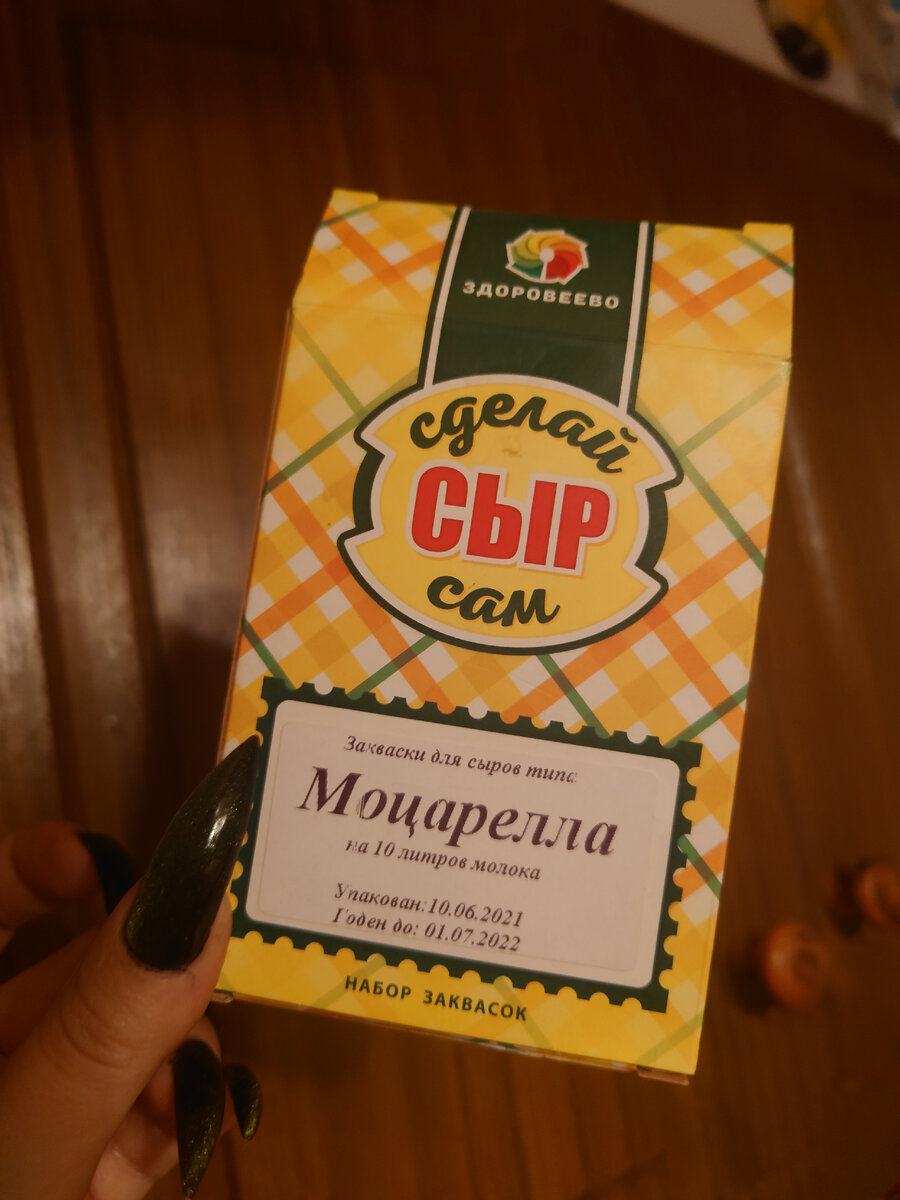 ЗДОРОВЕЕВО
сделай
СЫР
сам
Закваски для сыров типа:
Моцарелла
на 10 литров молока
Упакован:10.06.2021
Годен до: 01.07.2022
НАБОР ЗАКВАСОК